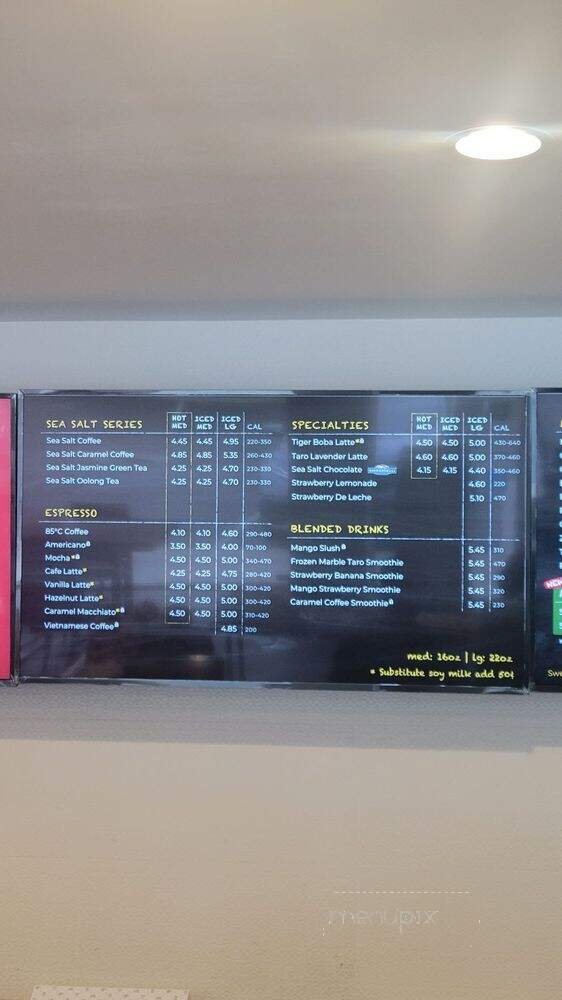 SEA SALT SERIES HOT MED ICED MED ICED LG CAL
Sea Salt Coffee 4.45 4.45 4.95 220-350
Sea Salt Caramel Coffee 4.85 4.85 5.35 260-430
Sea Salt Jasmine Green Tea 4.25 4.25 4.70 230-330
Sea Salt Oolong Tea 4.25 4.25 4.70 230-330
ESPRESSO
85°C Coffee 4.10 4.10 4.60 290-480
Americano 3.50 3.50 4.00 70-100
Mocha* 4.50 4.50 5.00 340-470
Cafe Latte* 4.25 4.25 4.75 280-420
Vanilla Latte* 4.50 4.50 5.00 300-420
Hazelnut Latte* 4.50 4.50 5.00 300-420
Caramel Macchiato* 4.50 4.50 5.00 310-420
Vietnamese Coffee 4.85 200
SPECIALTIES HOT MED ICED MED ICED LG CAL
Tiger Boba Latte* 4.50 4.50 5.00 430-640
Taro Lavender Latte 4.60 4.60 5.00 370-460
Sea Salt Chocolate 4.15 4.15 4.40 350-460
Strawberry Lemonade 4.60 220
Strawberry De Leche 5.10 470
BLENDED DRINKS
Mango Slush 5.45 310
Frozen Marble Taro Smoothie 5.45 470
Strawberry Banana Smoothie 5.45 290
Mango Strawberry Smoothie 5.45 320
Caramel Coffee Smoothie 5.45 230
med: 16oz | lg: 22oz
* Substitute soy milk add 50¢
NEW
Swe
menupix